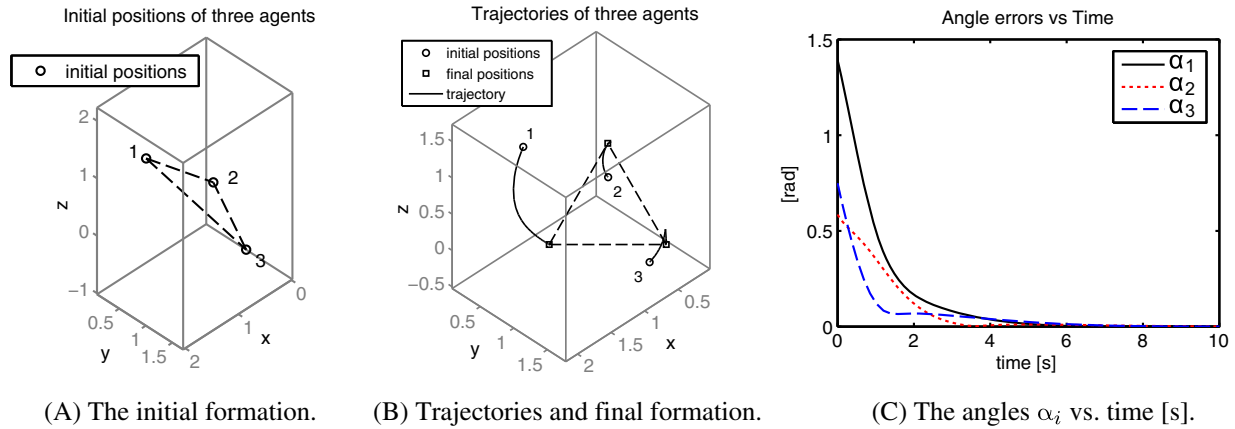 Initial positions of three agents
initial positions
2
1
0
−1
z
1
2
3
0.5
1
1.5
y
2
1
0
x
Trajectories of three agents
initial positions
final positions
trajectory
1.5
1
0.5
0
−0.5
z
1
2
3
0.5
1
1.5
y
2
1.5
1
0.5
x
Angle errors vs Time
α1
α2
α3
1.5
1
0.5
0
[rad]
0 2 4 6 8 10
time [s]
(A) The initial formation.
(B) Trajectories and final formation.
(C) The angles αi vs. time [s].